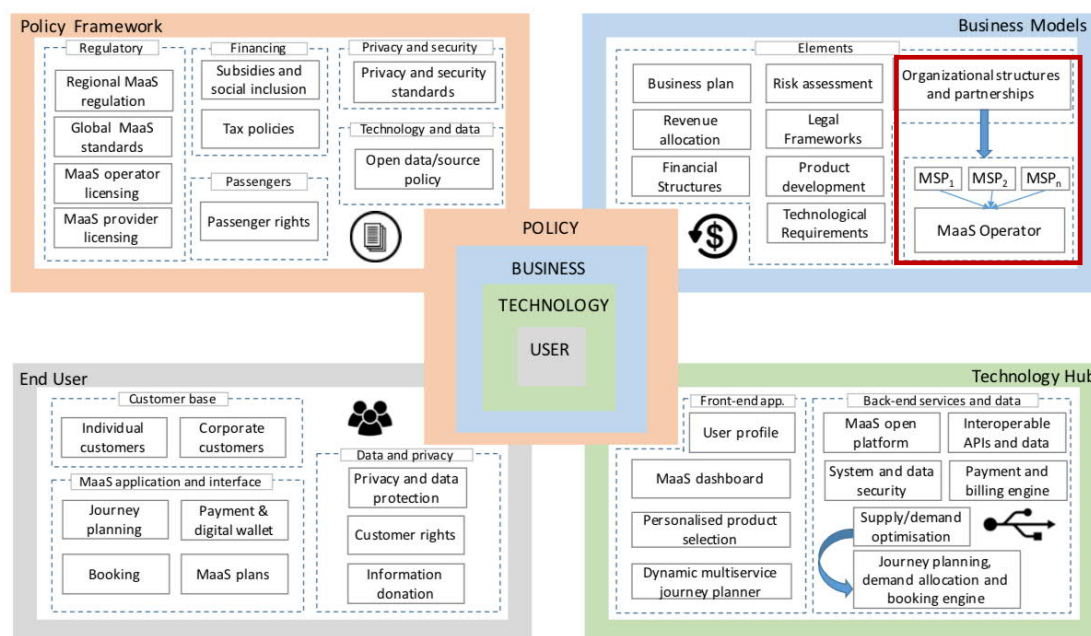 Policy Framework
Regulatory
Regional MaaS
regulation
Global MaaS
standards
MaaS operator
licensing
MaaS provider
licensing
Financing
Subsidies and
social inclusion
Tax policies
Passengers
Passenger rights
Privacy and security
Privacy and security
standards
Technology and data
Open data/source
policy
Business Models
Elements
Business plan
Revenue
allocation
Financial
Structures
Risk assessment
Legal
Frameworks
Product
development
Technological
Requirements
Organizational structures
and partnerships
MSP1
MSP2
MSPn
MaaS Operator
$
POLICY
BUSINESS
TECHNOLOGY
USER
End User
Customer base
Individual
customers
Corporate
customers
MaaS application and interface
Journey
planning
Payment &
digital wallet
Booking
MaaS plans
Data and privacy
Privacy and data
protection
Customer rights
Information
donation
Technology Hub
Front-end app.
User profile
MaaS dashboard
Personalised product
selection
Dynamic multiservice
journey planner
Back-end services and data
MaaS open
platform
Interoperable
APIs and data
System and data
security
Payment and
billing engine
Supply/demand
optimisation
Journey planning,
demand allocation and
booking engine